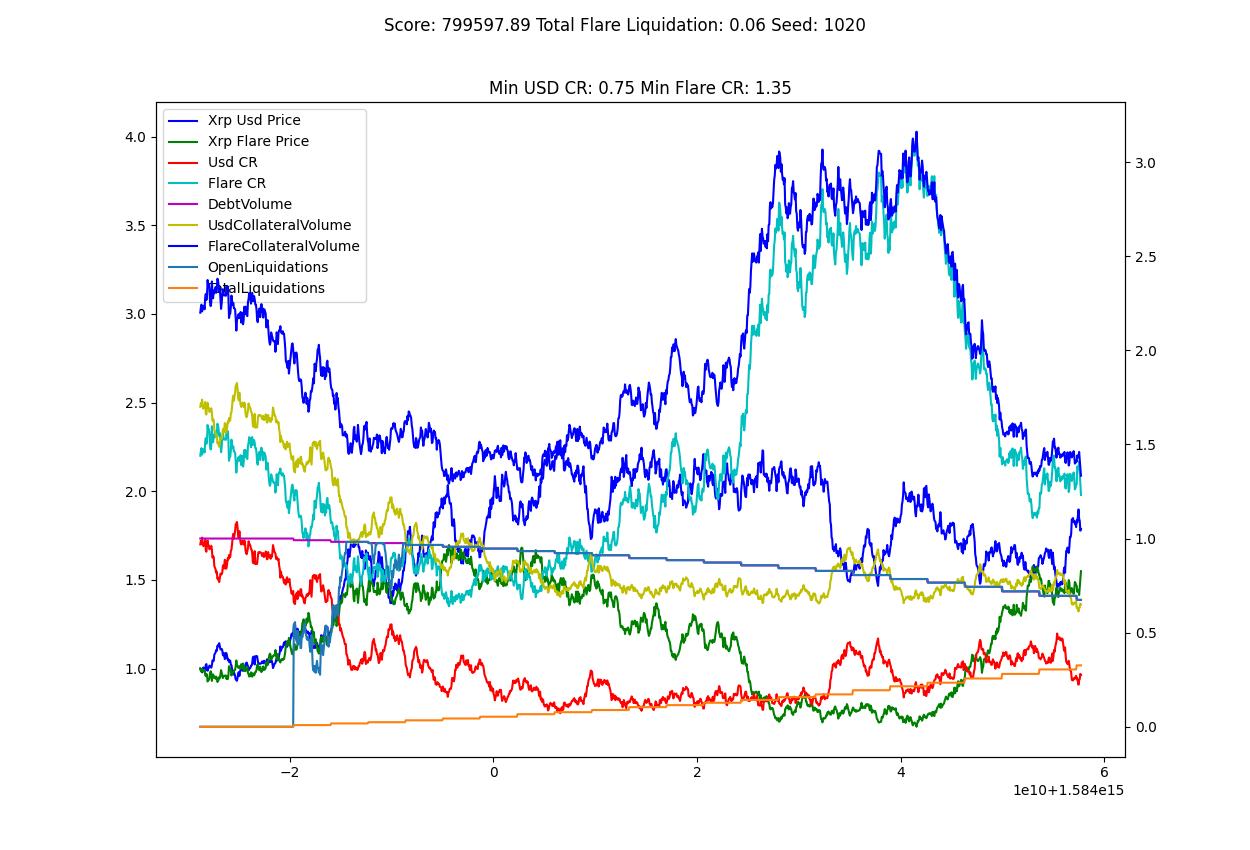 Score: 799597.89 Total Flare Liquidation: 0.06 Seed: 1020
Min USD CR: 0.75 Min Flare CR: 1.35
Xrp Usd Price
Xrp Flare Price
Usd CR
Flare CR
DebtVolume
UsdCollateralVolume
FlareCollateralVolume
OpenLiquidations
TotalLiquidations
4.0
3.5
3.0
2.5
2.0
1.5
1.0
3.0
2.5
2.0
1.5
1.0
0.5
0.0
−2 0 2 4 6
1e10+1.584e15